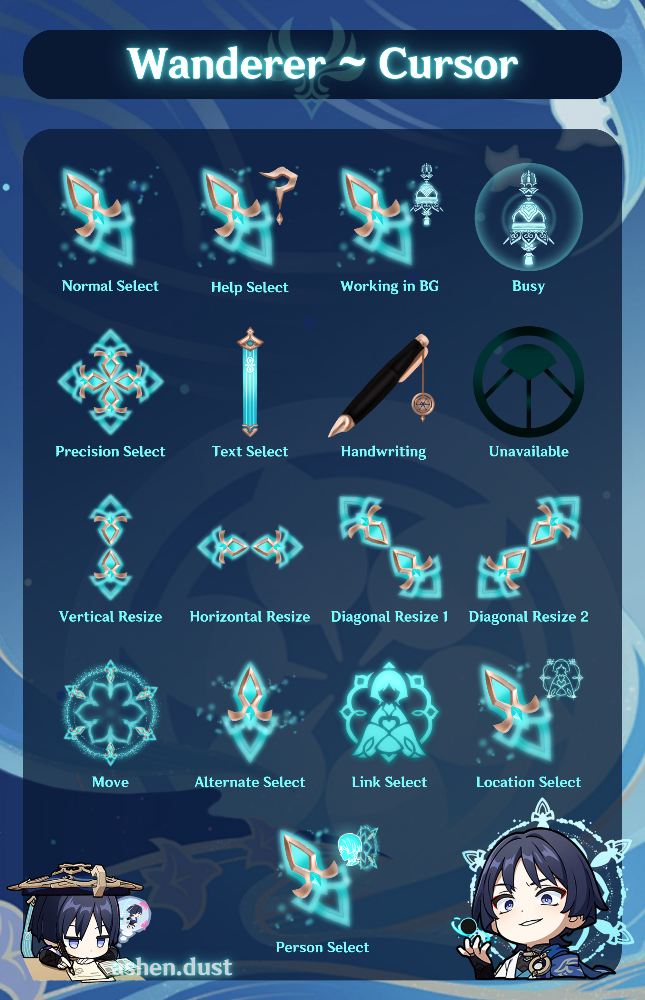 Wanderer ~ Cursor
Normal Select
Help Select
Working in BG
Busy
Precision Select
Text Select
Handwriting
Unavailable
Vertical Resize
Horizontal Resize
Diagonal Resize 1
Diagonal Resize 2
Move
Alternate Select
Link Select
Location Select
Person Select
ashen.dust